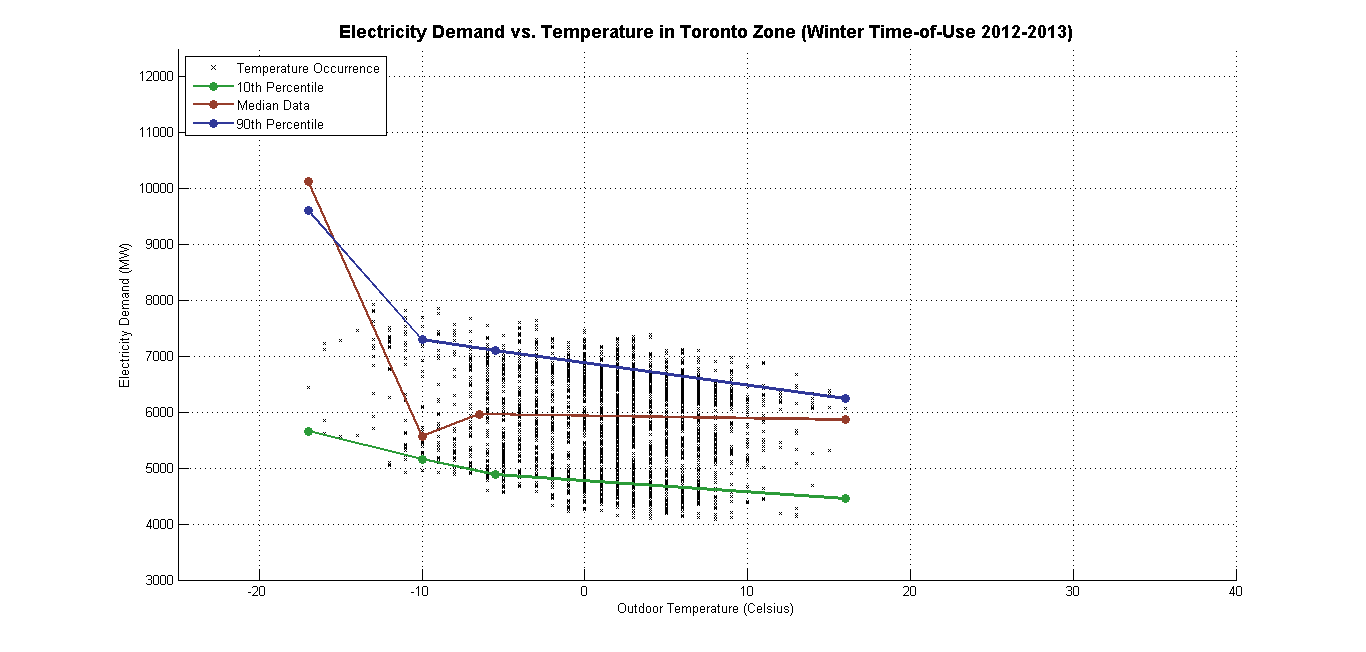 Electricity Demand vs. Temperature in Toronto Zone (Winter Time-of-Use 2012-2013)
Temperature Occurrence
10th Percentile
Median Data
90th Percentile
12000
11000
10000
9000
8000
7000
6000
5000
4000
3000
Electricity Demand (MW)
-20
-10
0
10
20
30
40
Outdoor Temperature (Celsius)